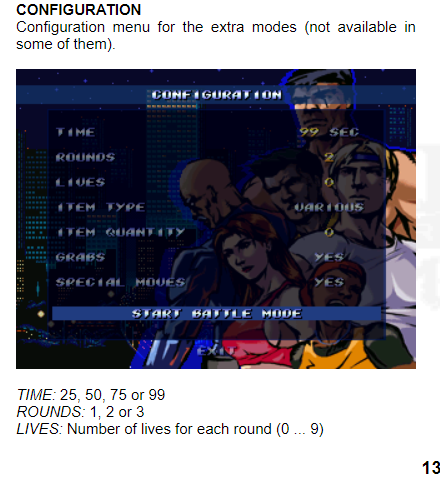 CONFIGURATION
Configuration menu for the extra modes (not available in
some of them).
CONFIGURATION
TIME 99 SEC
ROUNDS 2
LIVES 0
ITEM TYPE VARIOUS
ITEM QUANTITY 0
GRABS YES
SPECIAL MOVES YES
START BATTLE MODE
EXIT
TIME: 25, 50, 75 or 99
ROUNDS: 1, 2 or 3
LIVES: Number of lives for each round (0 ... 9)
13